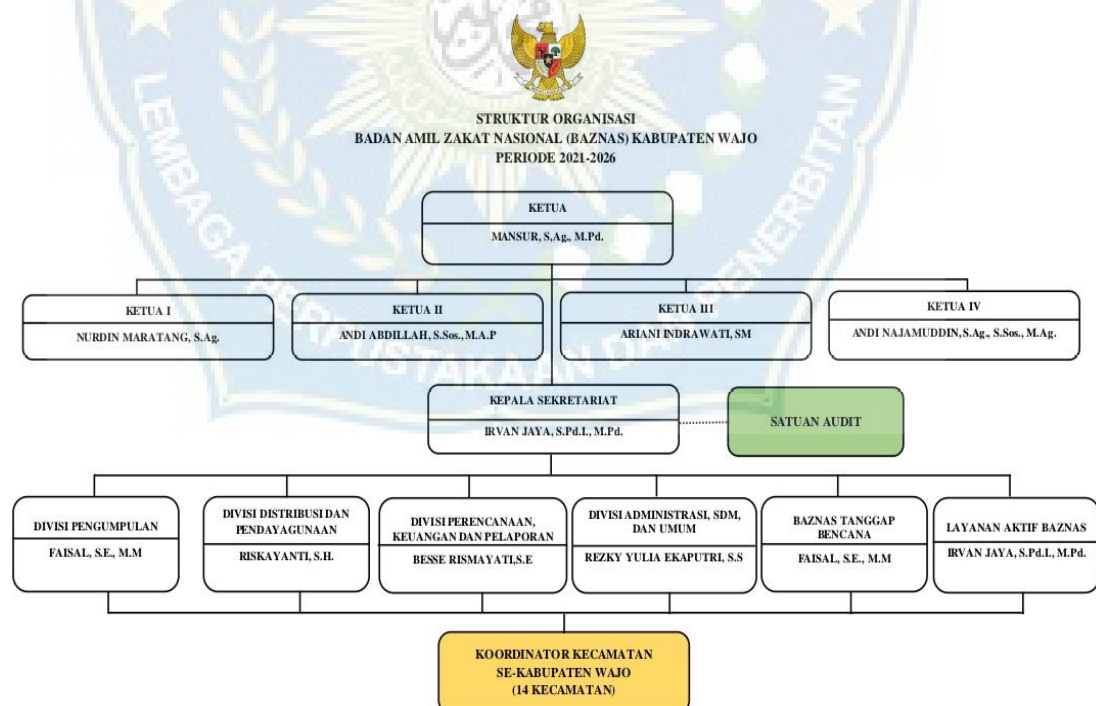 STRUKTUR ORGANISASI
BADAN AMIL ZAKAT NASIONAL (BAZNAS) KABUPATEN WAJO
PERIODE 2021-2026
KETUA
MANSUR, S,Ag., M.Pd.
KETUA I
NURDIN MARATANG, S.Ag.
KETUA II
ANDI ABDILLAH, S.Sos., M.A.P
KETUA III
ARIANI INDRAWATI, SM
KETUA IV
ANDI NAJAMUDDIN,S.Ag., S.Sos., M.Ag.
KEPALA SEKRETARIAT
IRVAN JAYA, S.Pd.I., M.Pd.
SATUAN AUDIT
DIVISI PENGUMPULAN
FAISAL, S.E., M.M
DIVISI DISTRIBUSI DAN
PENDAYAGUNAAN
RISKAYANTI, S.H.
DIVISI PERENCANAAN,
KEUANGAN DAN PELAPORAN
BESSE RISMAYATI,S.E
DIVISI ADMINISTRASI, SDM,
DAN UMUM
REZKY YULIA EKAPUTRI, S.S
BAZNAS TANGGAP
BENCANA
FAISAL, S.E., M.M
LAYANAN AKTIF BAZNAS
IRVAN JAYA, S.Pd.I., M.Pd.
KOORDINATOR KECAMATAN
SE-KABUPATEN WAJO
(14 KECAMATAN)
LEMBAGA PERPUSTAKAAN DAN PENERBITAN